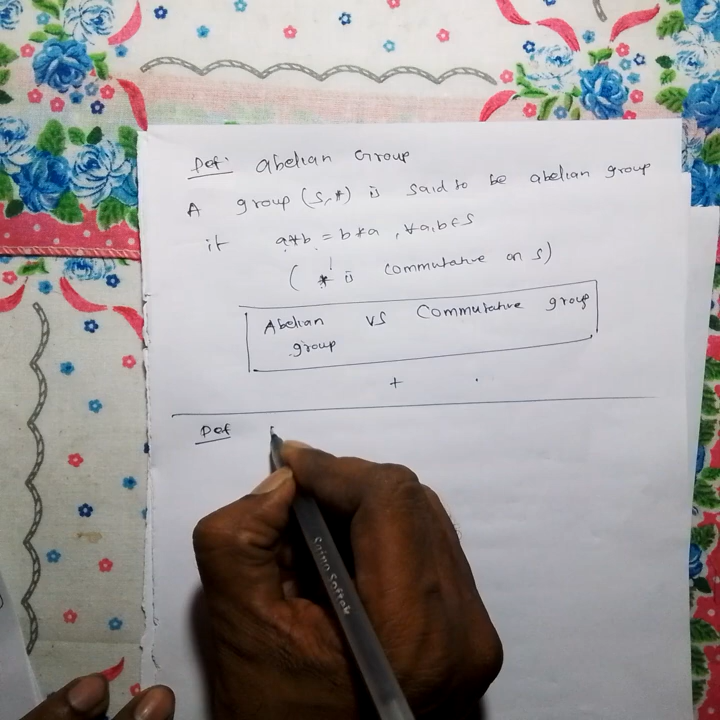 Def: Abelian Group
A group (S,*) is said to be abelian group
if a*b = b*a , ∀a,b∈S
( * is commutative on S)
Abelian vs Commutative group
group
+ .
Def